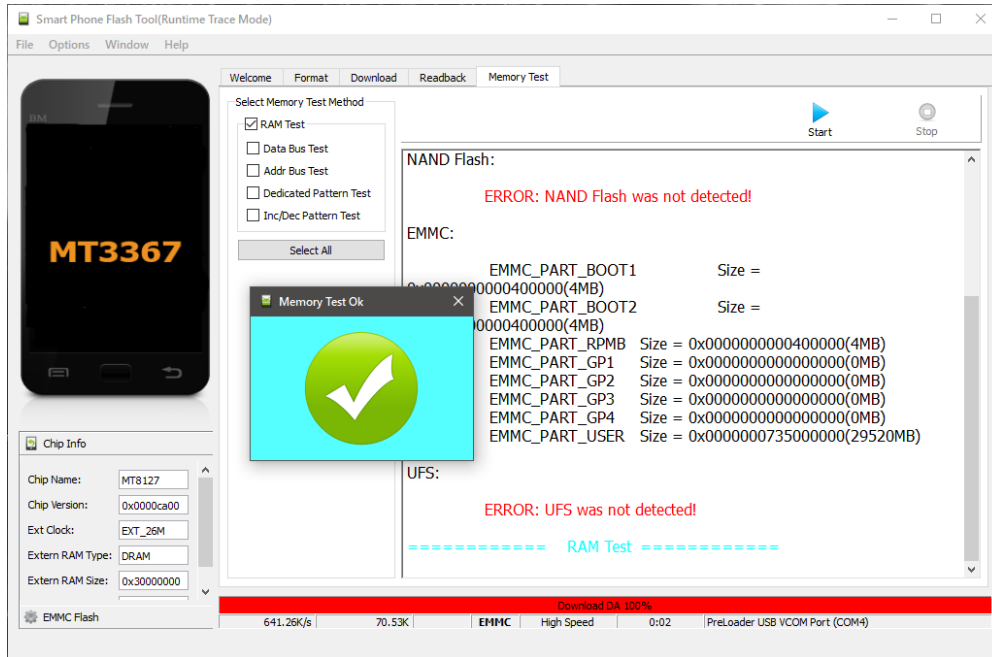 Smart Phone Flash Tool(Runtime Trace Mode)
File Options Window Help
Welcome Format Download Readback Memory Test
BM
MT3367
Select Memory Test Method
RAM Test
Data Bus Test
Addr Bus Test
Dedicated Pattern Test
Inc/Dec Pattern Test
Select All
Start Stop
NAND Flash:
ERROR: NAND Flash was not detected!
EMMC:
EMMC_PART_BOOT1 Size =
0x0000000000400000(4MB)
EMMC_PART_BOOT2 Size =
00000400000(4MB)
EMMC_PART_RPMB Size = 0x0000000000400000(4MB)
EMMC_PART_GP1 Size = 0x0000000000000000(0MB)
EMMC_PART_GP2 Size = 0x0000000000000000(0MB)
EMMC_PART_GP3 Size = 0x0000000000000000(0MB)
EMMC_PART_GP4 Size = 0x0000000000000000(0MB)
EMMC_PART_USER Size = 0x0000000735000000(29520MB)
UFS:
ERROR: UFS was not detected!
============ RAM Test ============
Memory Test Ok
Chip Info
Chip Name: MT8127
Chip Version: 0x0000ca00
Ext Clock: EXT_26M
Extern RAM Type: DRAM
Extern RAM Size: 0x30000000
EMMC Flash
Download DA 100%
641.26K/s 70.53K EMMC High Speed 0:02 PreLoader USB VCOM Port (COM4)